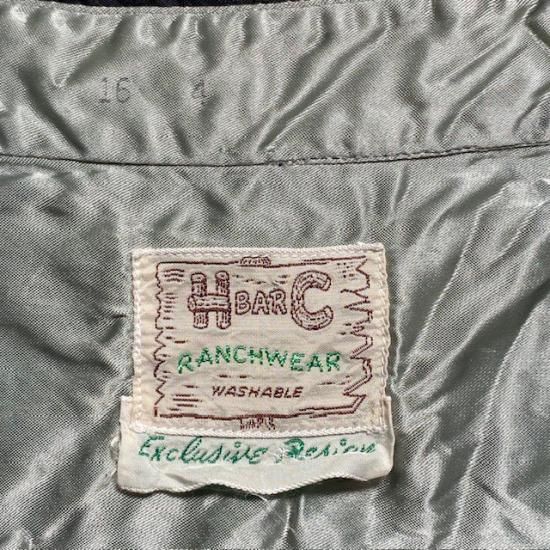 16 4
H BAR C
RANCHWEAR
WASHABLE
Exclusive Design